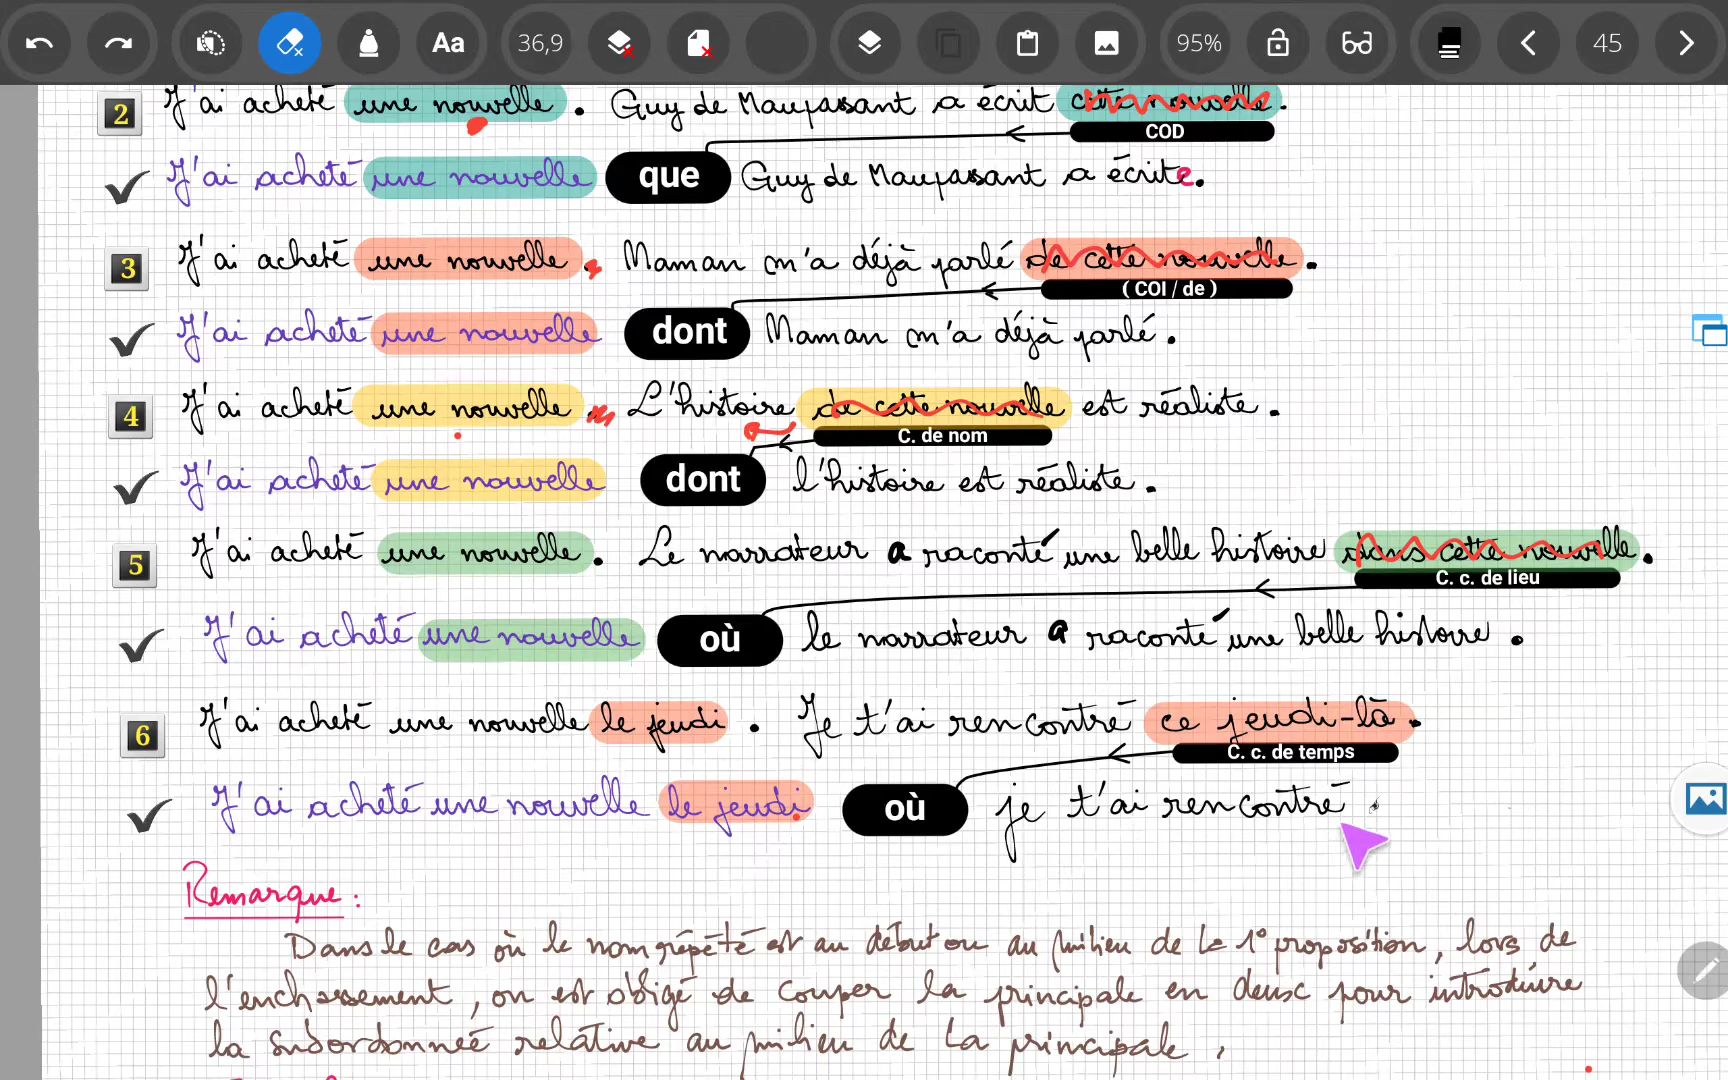 Aa 36,9 95% 45
2 J'ai acheté une nouvelle. Guy de Maupassant a écrit cette nouvelle.
COD
J'ai acheté une nouvelle que Guy de Maupassant a écrite.
3 J'ai acheté une nouvelle. Maman m'a déjà parlé de cette nouvelle.
( COI / de )
J'ai acheté une nouvelle dont Maman m'a déjà parlé.
4 J'ai acheté une nouvelle. L'histoire de cette nouvelle est réaliste.
C. de nom
J'ai acheté une nouvelle dont l'histoire est réaliste.
5 J'ai acheté une nouvelle. Le narrateur a raconté une belle histoire dans cette nouvelle.
C. c. de lieu
J'ai acheté une nouvelle où le narrateur a raconté une belle histoire.
6 J'ai acheté une nouvelle le jeudi. Je t'ai rencontré ce jeudi-là.
C. c. de temps
J'ai acheté une nouvelle le jeudi où je t'ai rencontré.
Remarque :
Dans le cas où le nom répété est au début ou au milieu de la 1° proposition, lors de
l'enchassement, on est obligé de couper la principale en deux pour introduire
la subordonnée relative au milieu de la principale,